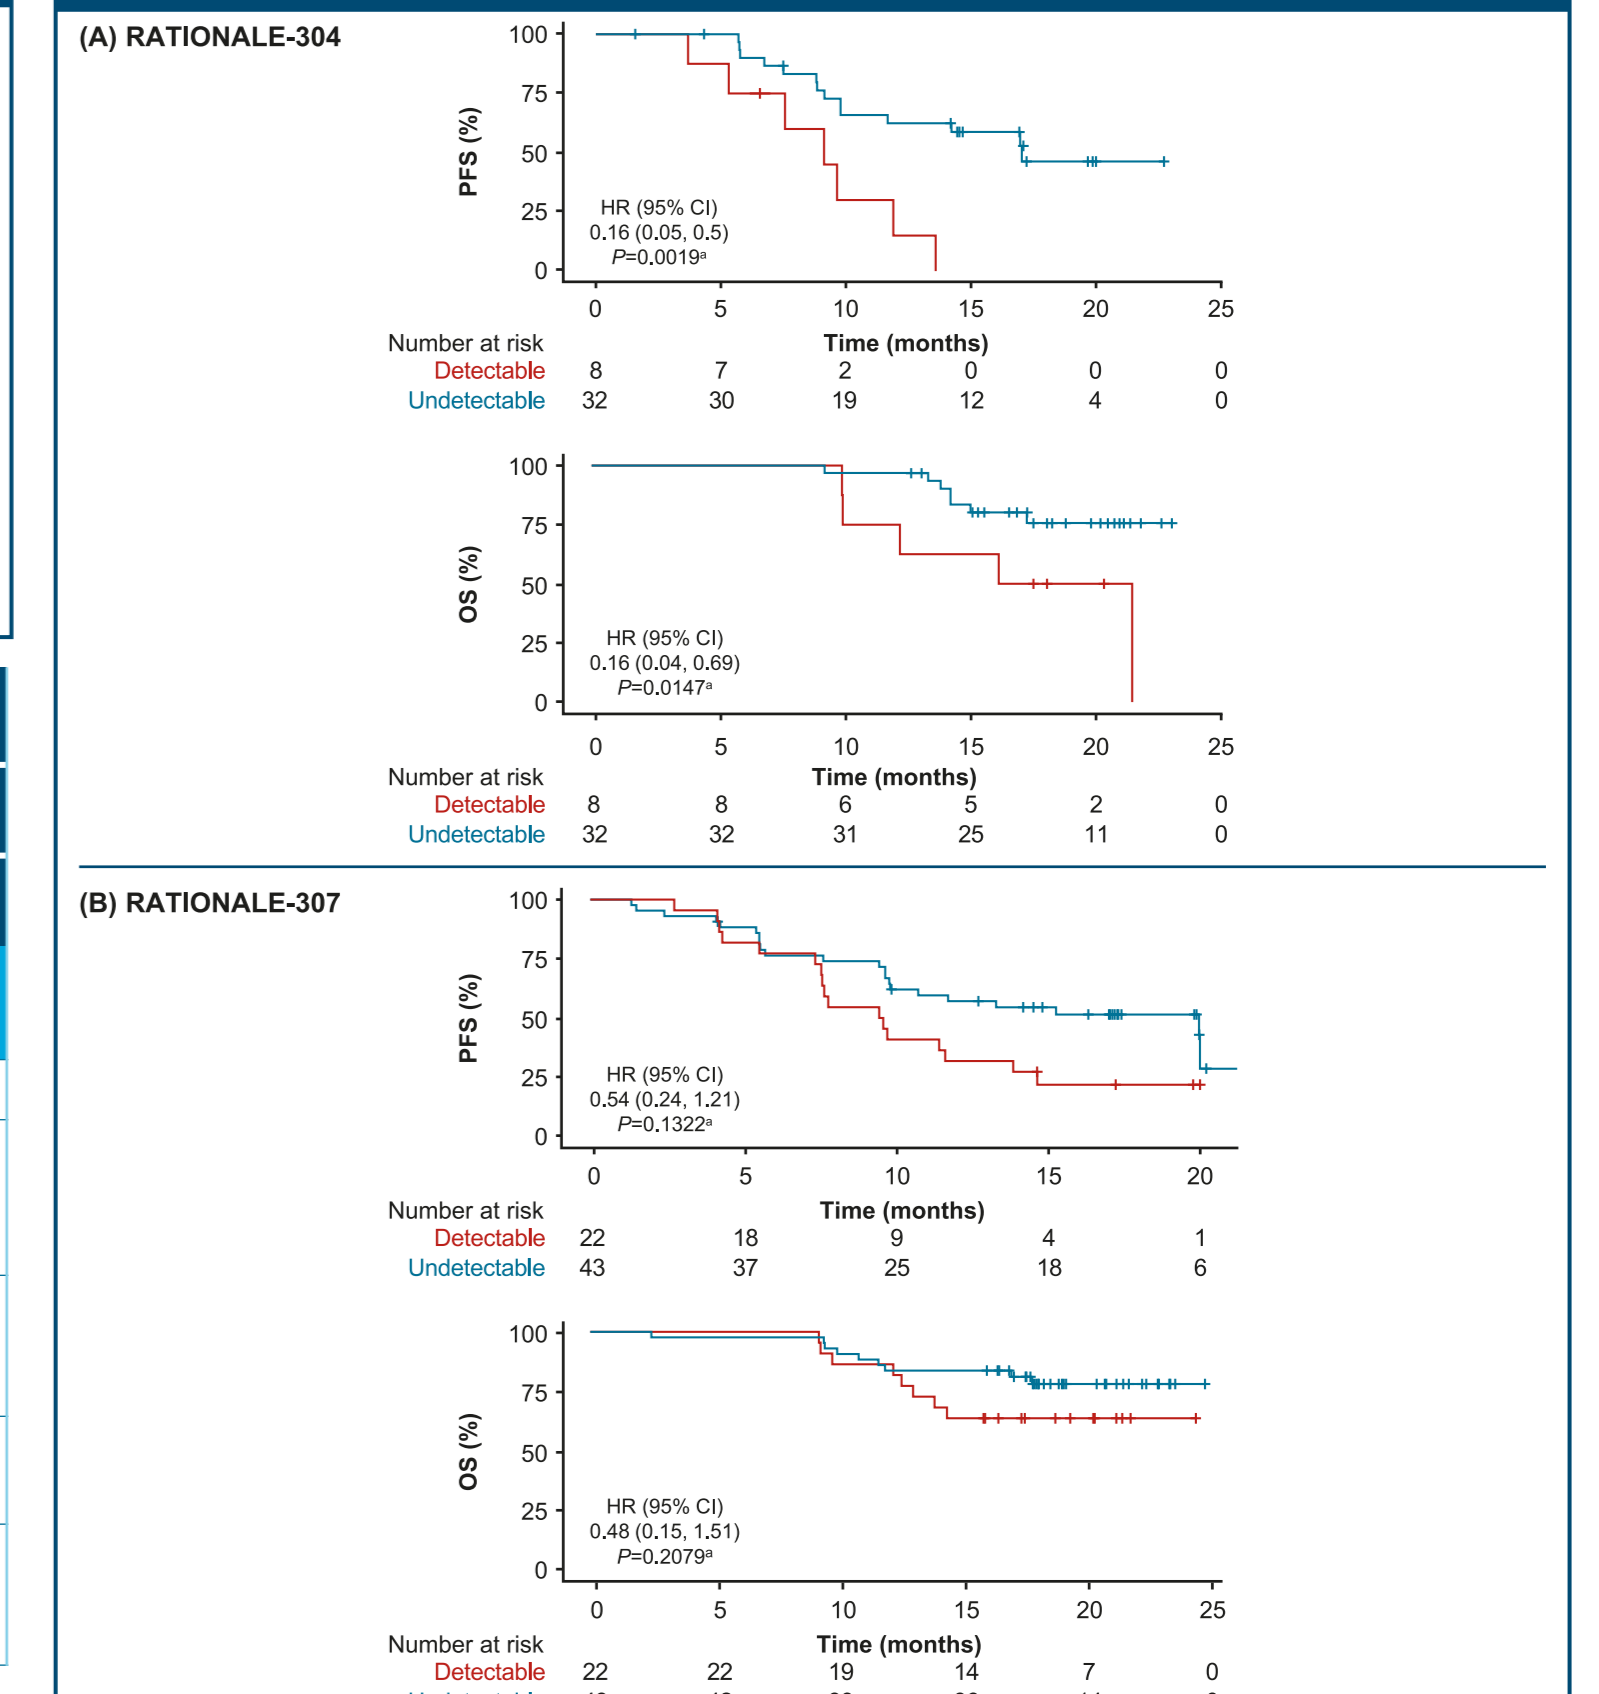 (A) RATIONALE-304
100
75
50
25
0
PFS (%)
HR (95% CI)
0.16 (0.05, 0.5)
P=0.0019ª
0 5 10 15 20 25
Number at risk Time (months)
Detectable 8 7 2 0 0 0
Undetectable 32 30 19 12 4 0
100
75
50
25
0
OS (%)
HR (95% CI)
0.16 (0.04, 0.69)
P=0.0147ª
0 5 10 15 20 25
Number at risk Time (months)
Detectable 8 8 6 5 2 0
Undetectable 32 32 31 25 11 0
(B) RATIONALE-307
100
75
50
25
0
PFS (%)
HR (95% CI)
0.54 (0.24, 1.21)
P=0.1322ª
0 5 10 15 20
Number at risk Time (months)
Detectable 22 18 9 4 1
Undetectable 43 37 25 18 6
100
75
50
25
0
OS (%)
HR (95% CI)
0.48 (0.15, 1.51)
P=0.2079ª
0 5 10 15 20 25
Number at risk Time (months)
Detectable 22 22 19 14 7 0